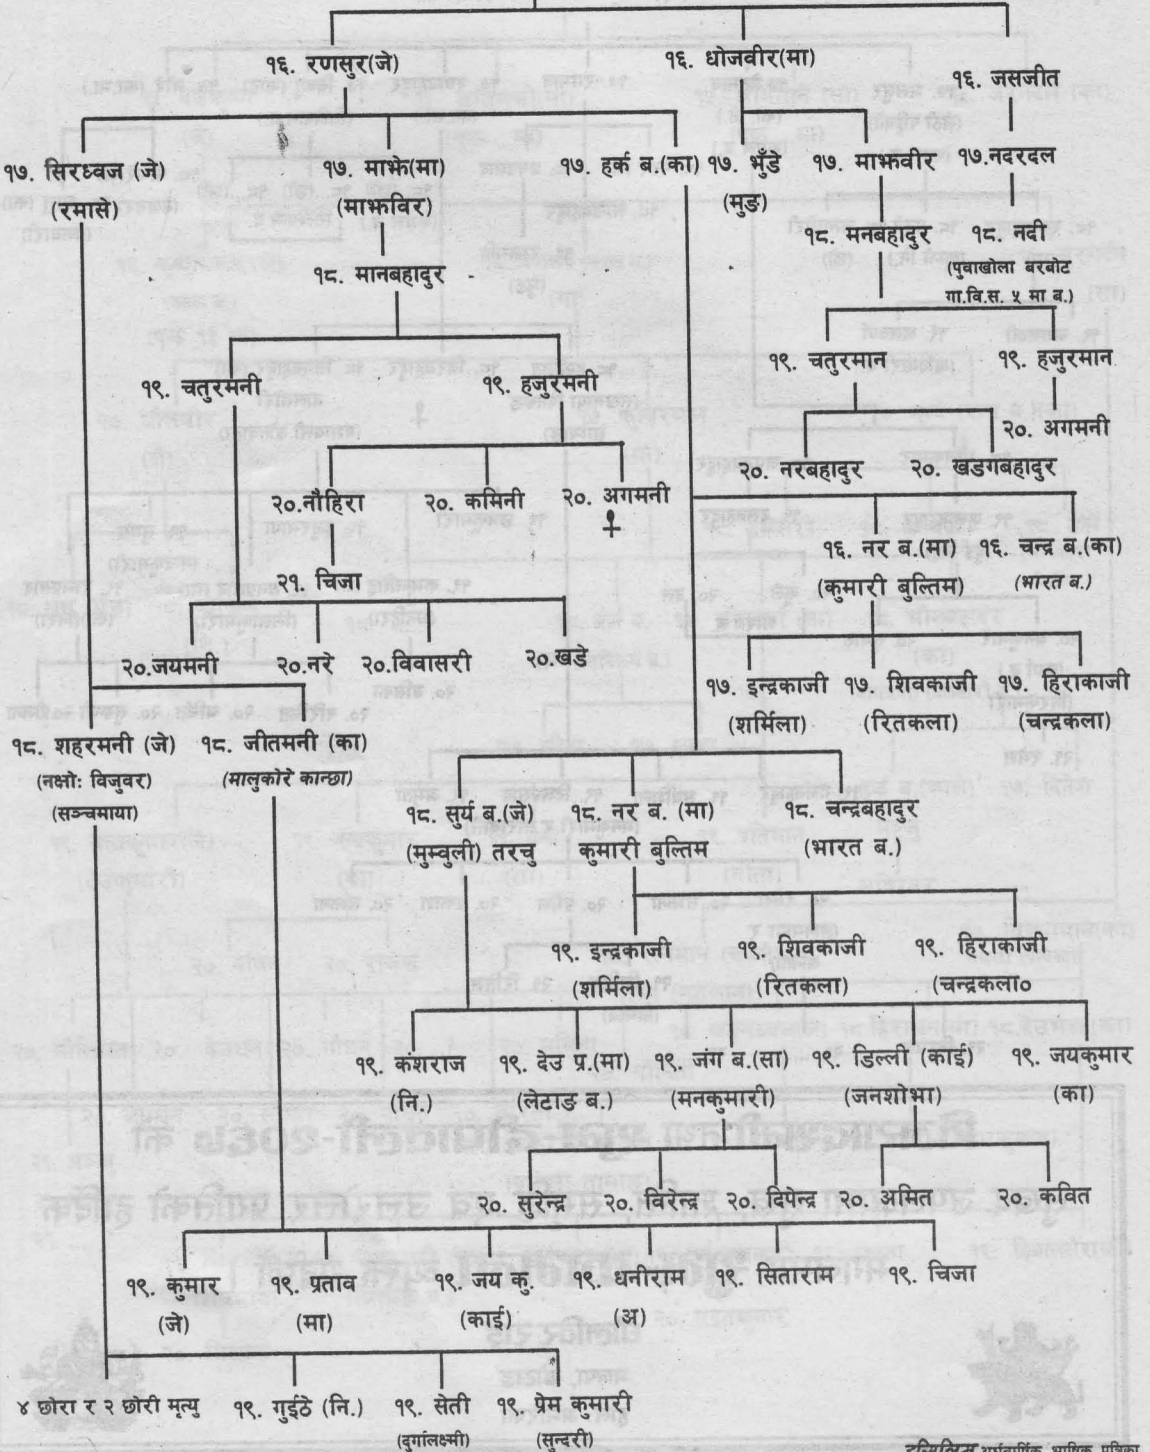 १६. रणसुर(जे) १६. धोजवीर(मा)
१६. जसजीत
१७. सिरध्वज (जे) १७. माझे(मा) १७. हर्क ब.(का) १७. भुँडे १७. माझवीर १७.नदरदल
(रमासे) (माझविर) (मुङ)
१८. मनबहादुर १८. नदी
१८. मानबहादुर (पुवाखोला बरबोट
गा.वि.स. ५ मा ब.)
१९. चतुरमान १९. हजुरमान
१९. चतुरमनी १९. हजुरमनी
२०. अगमनी
२०. नरबहादुर २०. खडगबहादुर
२०.नौहिरा २०. कमिनी २०. अगमनी
१६. नर ब.(मा) १६. चन्द्र ब.(का)
२१. चिजा (कुमारी बुल्तिम) (भारत ब.)
२०.जयमनी २०.नरे २०.विवासरी २०.खडे
१७. इन्द्रकाजी १७. शिवकाजी १७. हिराकाजी
(शर्मिला) (रितकला) (चन्द्रकला)
१८. शहरमनी (जे) १८. जीतमनी (का)
(नक्षोः विजुवर) (मालुकोरे कान्छा)
(सञ्चमाया)
१८. सुर्य ब.(जे) १८. नर ब. (मा) १८. चन्द्रबहादुर
(मुम्वुली) तरचु कुमारी बुल्तिम (भारत ब.)
१९. इन्द्रकाजी १९. शिवकाजी १९. हिराकाजी
(शर्मिला) (रितकला) (चन्द्रकला०
१९. कंशराज १९. देउ प्र.(मा) १९. जंग ब.(सा) १९. डिल्ली (काई) १९. जयकुमार
(नि.) (लेटाङ ब.) (मनकुमारी) (जनशोभा) (का)
२०. सुरेन्द्र २०. विरेन्द्र २०. दिपेन्द्र २०. अमित २०. कवित
१९. कुमार १९. प्रताव १९. जय कु. १९. धनीराम १९. सिताराम १९. चिजा
(जे) (मा) (काई) (अ)
४ छोरा र २ छोरी मृत्यु १९. गुईठे (नि.) १९. सेती १९. प्रेम कुमारी
(दुर्गालक्ष्मी) (सुन्दरी)